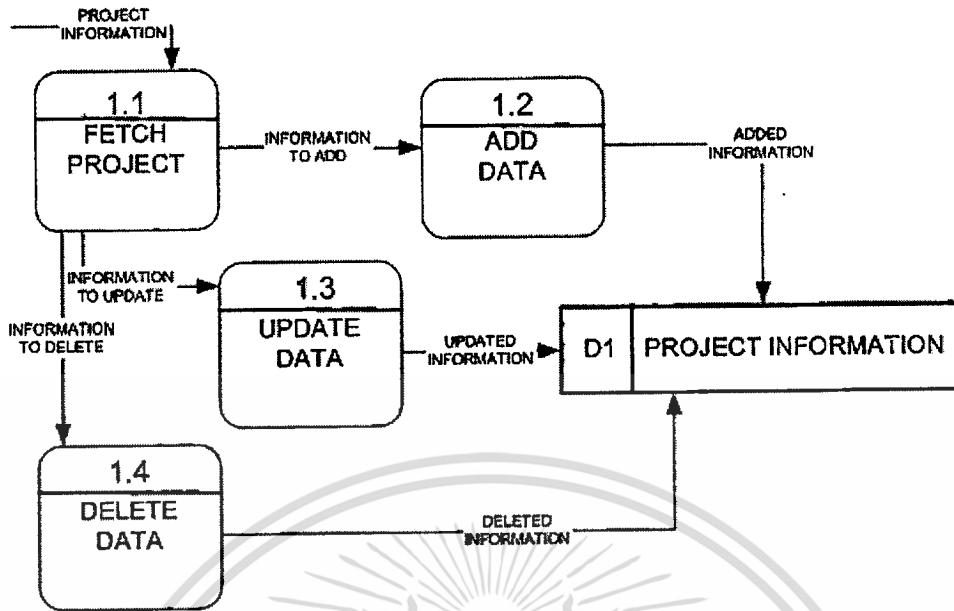 PROJECT
INFORMATION
1.1
FETCH
PROJECT
INFORMATION
TO ADD
1.2
ADD
DATA
ADDED
INFORMATION
INFORMATION
TO UPDATE
1.3
UPDATE
DATA
UPDATED
INFORMATION
D1
PROJECT INFORMATION
INFORMATION
TO DELETE
1.4
DELETE
DATA
DELETED
INFORMATION